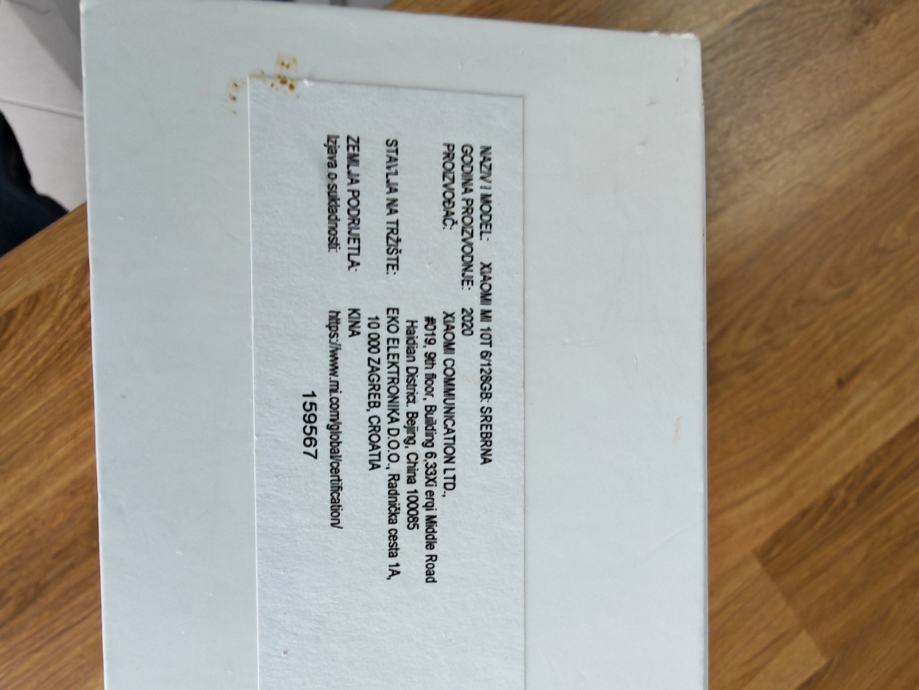 NAZIV I MODEL: XIAOMI MI 10T 6/128GB: SREBRNA
GODINA PROIZVODNJE: 2020
PROIZVOĐAČ: XIAOMI COMMUNICATION LTD.,
#019, 9th floor, Building 6,33Xi erqi Middle Road
Haidian District, Bejing, China 100085
STAVLJA NA TRŽIŠTE: EKO ELEKTRONIKA D.O.O., Radnička cesta 1A,
10 000 ZAGREB, CROATIA
ZEMLJA PODRIJETLA: KINA
Izjava o sukladnosti: https://www.mi.com/global/certification/
159567